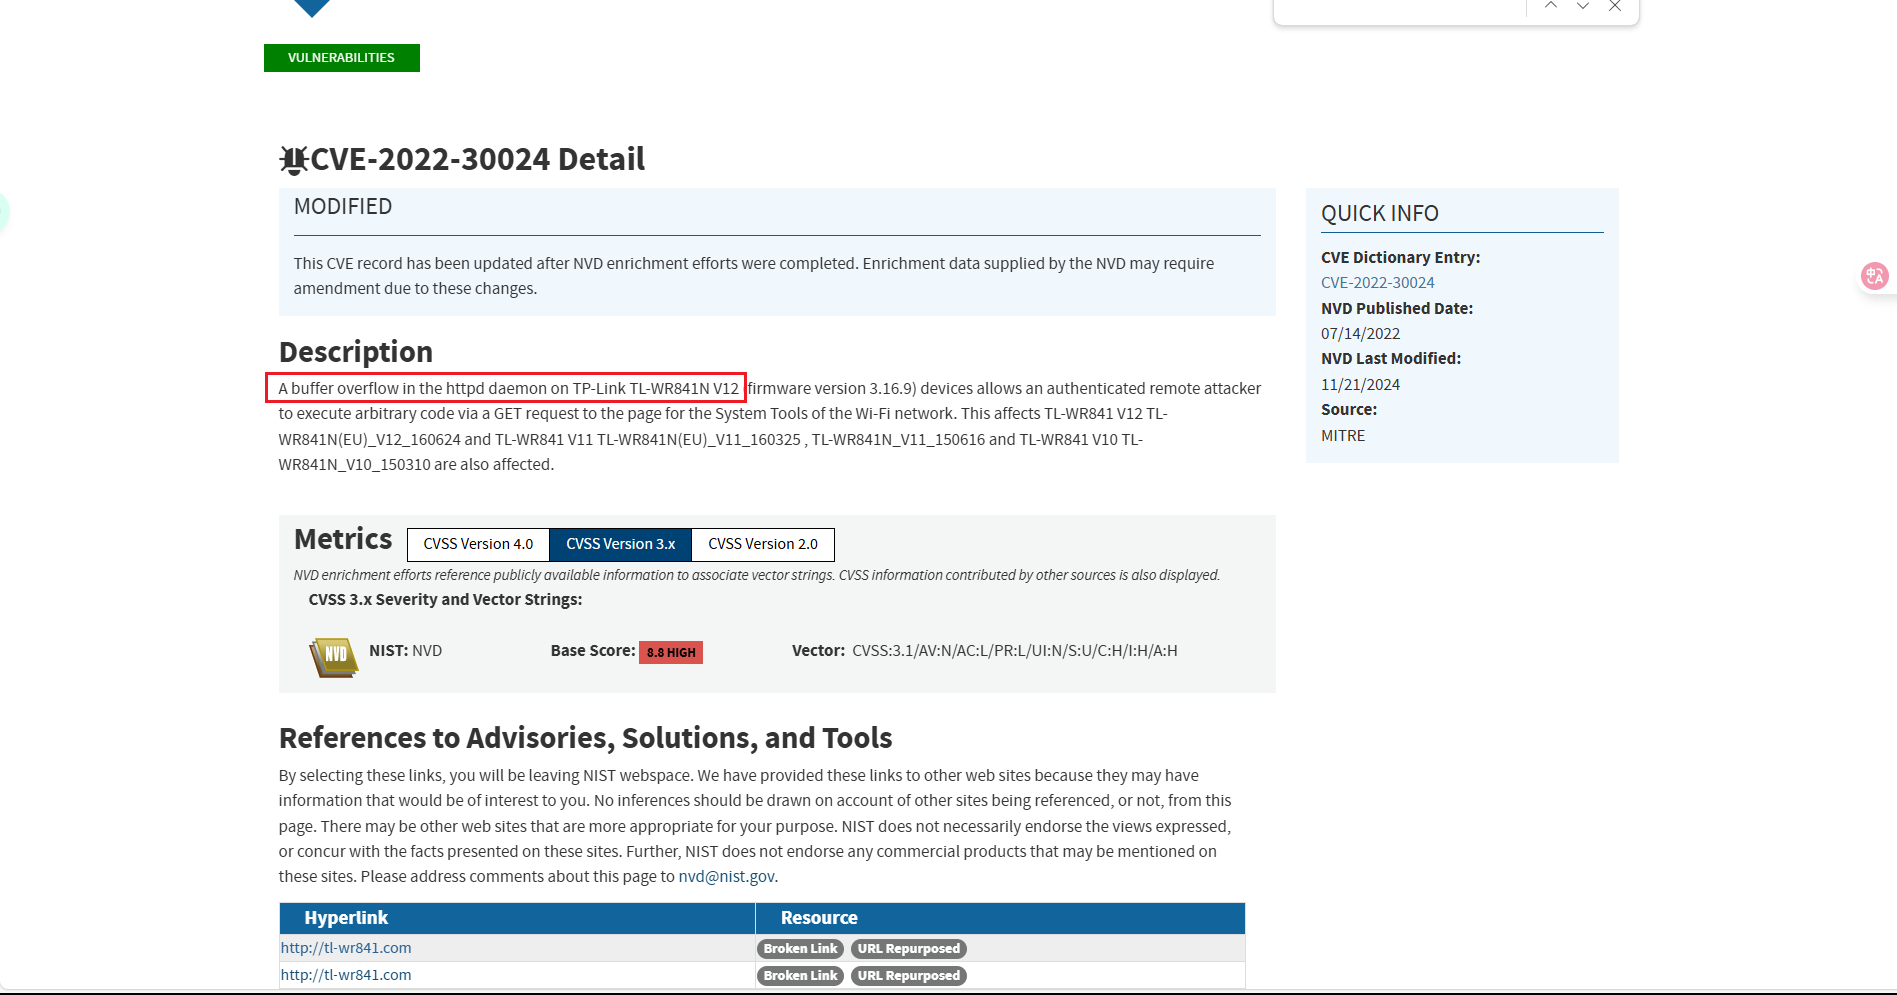 VULNERABILITIES
CVE-2022-30024 Detail
MODIFIED
This CVE record has been updated after NVD enrichment efforts were completed. Enrichment data supplied by the NVD may require
amendment due to these changes.
QUICK INFO
CVE Dictionary Entry:
CVE-2022-30024
NVD Published Date:
07/14/2022
NVD Last Modified:
11/21/2024
Source:
MITRE
Description
A buffer overflow in the httpd daemon on TP-Link TL-WR841N V12 (firmware version 3.16.9) devices allows an authenticated remote attacker
to execute arbitrary code via a GET request to the page for the System Tools of the Wi-Fi network. This affects TL-WR841 V12 TL-
WR841N(EU)_V12_160624 and TL-WR841 V11 TL-WR841N(EU)_V11_160325 , TL-WR841N_V11_150616 and TL-WR841 V10 TL-
WR841N_V10_150310 are also affected.
Metrics
CVSS Version 4.0 CVSS Version 3.x CVSS Version 2.0
NVD enrichment efforts reference publicly available information to associate vector strings. CVSS information contributed by other sources is also displayed.
CVSS 3.x Severity and Vector Strings:
NVD
NIST: NVD Base Score: 8.8 HIGH Vector: CVSS:3.1/AV:N/AC:L/PR:L/UI:N/S:U/C:H/I:H/A:H
References to Advisories, Solutions, and Tools
By selecting these links, you will be leaving NIST webspace. We have provided these links to other web sites because they may have
information that would be of interest to you. No inferences should be drawn on account of other sites being referenced, or not, from this
page. There may be other web sites that are more appropriate for your purpose. NIST does not necessarily endorse the views expressed,
or concur with the facts presented on these sites. Further, NIST does not endorse any commercial products that may be mentioned on
these sites. Please address comments about this page to nvd@nist.gov.
Hyperlink Resource
http://tl-wr841.com Broken Link URL Repurposed
http://tl-wr841.com Broken Link URL Repurposed
中A